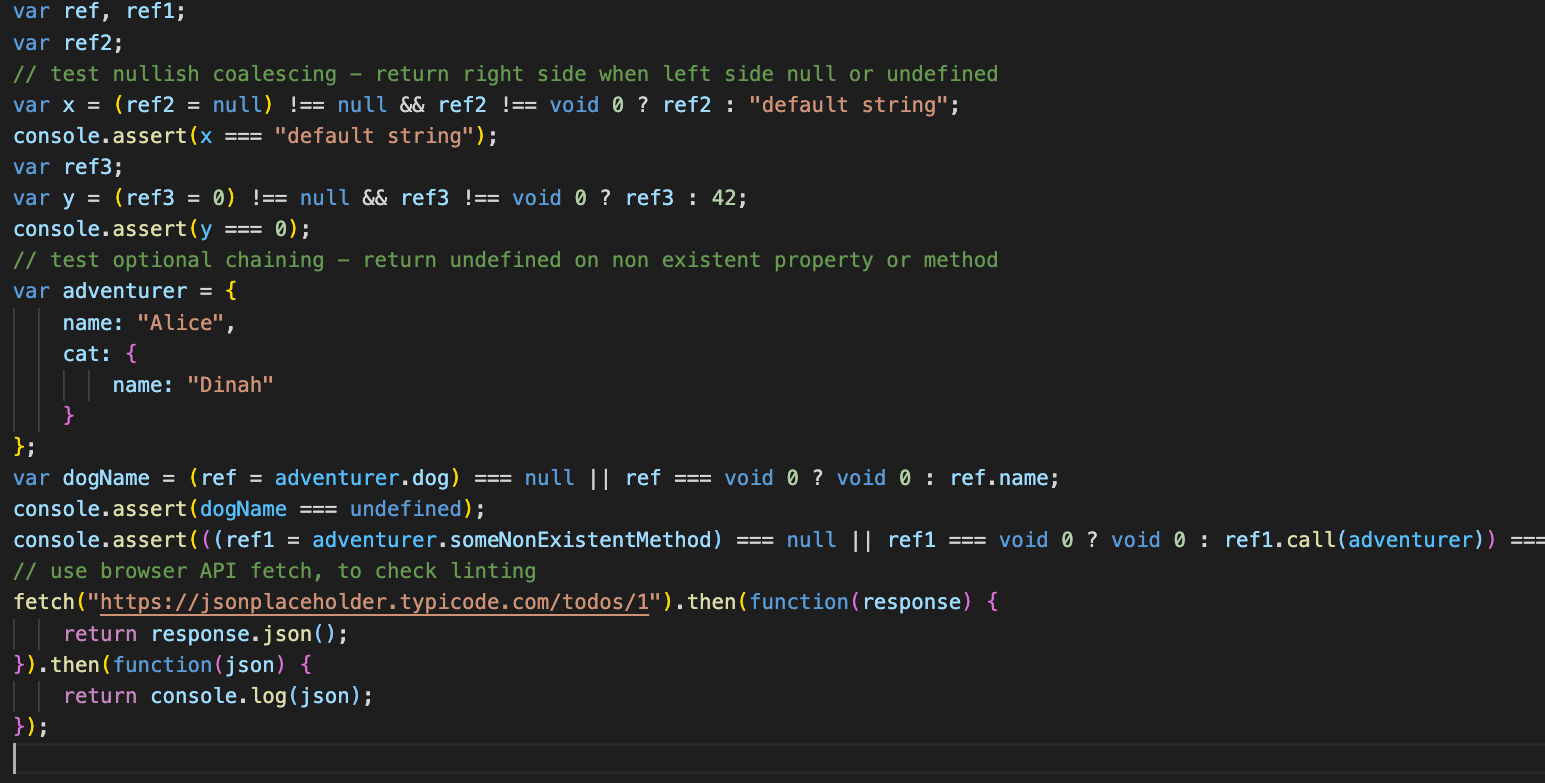 var ref, ref1;
var ref2;
// test nullish coalescing – return right side when left side null or undefined
var x = (ref2 = null) !== null && ref2 !== void 0 ? ref2 : "default string";
console.assert(x === "default string");
var ref3;
var y = (ref3 = 0) !== null && ref3 !== void 0 ? ref3 : 42;
console.assert(y === 0);
// test optional chaining – return undefined on non existent property or method
var adventurer = {
    name: "Alice",
    cat: {
        name: "Dinah"
    }
};
var dogName = (ref = adventurer.dog) === null || ref === void 0 ? void 0 : ref.name;
console.assert(dogName === undefined);
console.assert(((ref1 = adventurer.someNonExistentMethod) === null || ref1 === void 0 ? void 0 : ref1.call(adventurer)) ===
// use browser API fetch, to check linting
fetch("https://jsonplaceholder.typicode.com/todos/1").then(function(response) {
    return response.json();
}).then(function(json) {
    return console.log(json);
});